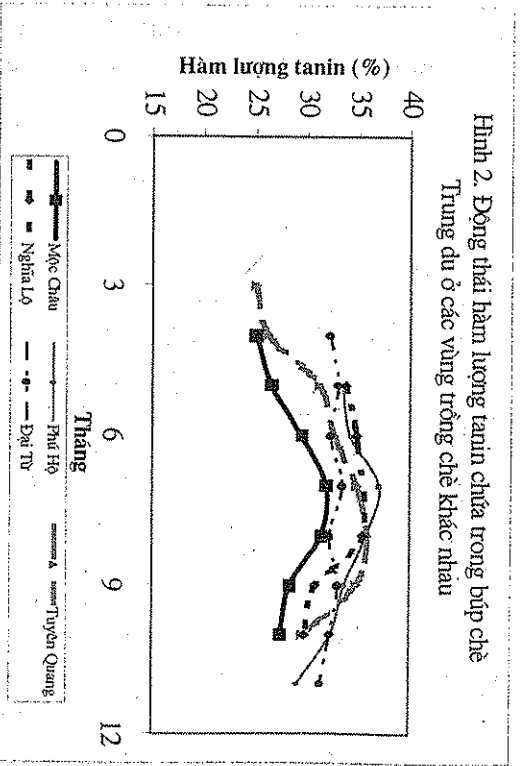 Hình 2. Động thái hàm lượng tanin chứa trong búp chè
Trung du ở các vùng trồng chè khác nhau
Hàm lượng tanin (%)
40
35
30
25
20
15
0
3
6
9
12
Tháng
Mộc Châu
Phú Hộ
Tuyên Quang
Nghĩa Lộ
Đại Từ